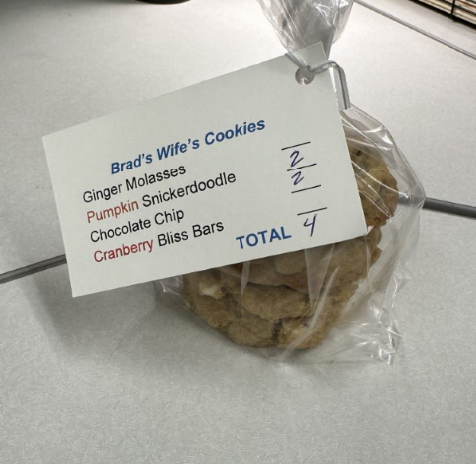 Brad's Wife's Cookies
Ginger Molasses
Pumpkin Snickerdoodle 2
Chocolate Chip 2
Cranberry Bliss Bars
TOTAL 4